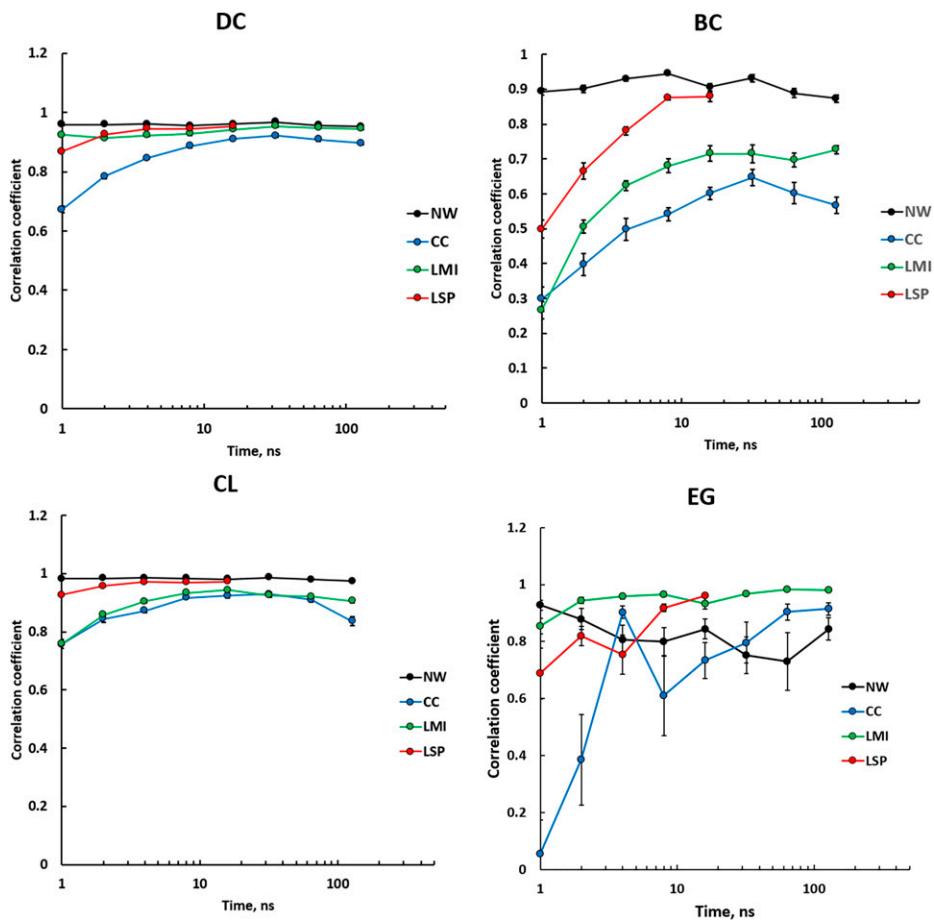 DC
Correlation coefficient
1.2
1
0.8
0.6
0.4
0.2
0
1
10
100
Time, ns
NW
CC
LMI
LSP
BC
Correlation coefficient
1
0.9
0.8
0.7
0.6
0.5
0.4
0.3
0.2
0.1
0
1
10
100
Time, ns
NW
CC
LMI
LSP
CL
Correlation coefficient
1.2
1
0.8
0.6
0.4
0.2
0
1
10
100
Time, ns
NW
CC
LMI
LSP
EG
Correlation coefficient
1.2
1
0.8
0.6
0.4
0.2
0
1
10
100
Time, ns
NW
CC
LMI
LSP